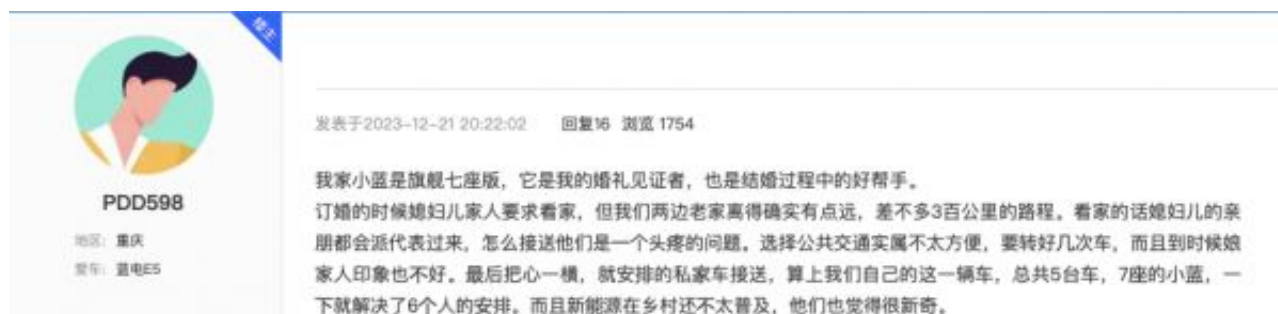 楼主
发表于2023-12-21 20:22:02 回复16 浏览 1754
PDD598
地区: 重庆
爱车: 蓝电E5
我家小蓝是旗舰七座版，它是我的婚礼见证者，也是结婚过程中的好帮手。
订婚的时候媳妇儿家人要求看家，但我们两边老家离得确实有点远，差不多3百公里的路程。看家的话媳妇儿的亲
朋都会派代表过来，怎么接送他们是一个头疼的问题。选择公共交通实属不太方便，要转好几次车，而且到时候娘
家人印象也不好。最后把心一横，就安排的私家车接送，算上我们自己的这一辆车，总共5台车，7座的小蓝，一
下就解决了6个人的安排。而且新能源在乡村还不太普及，他们也觉得很新奇。